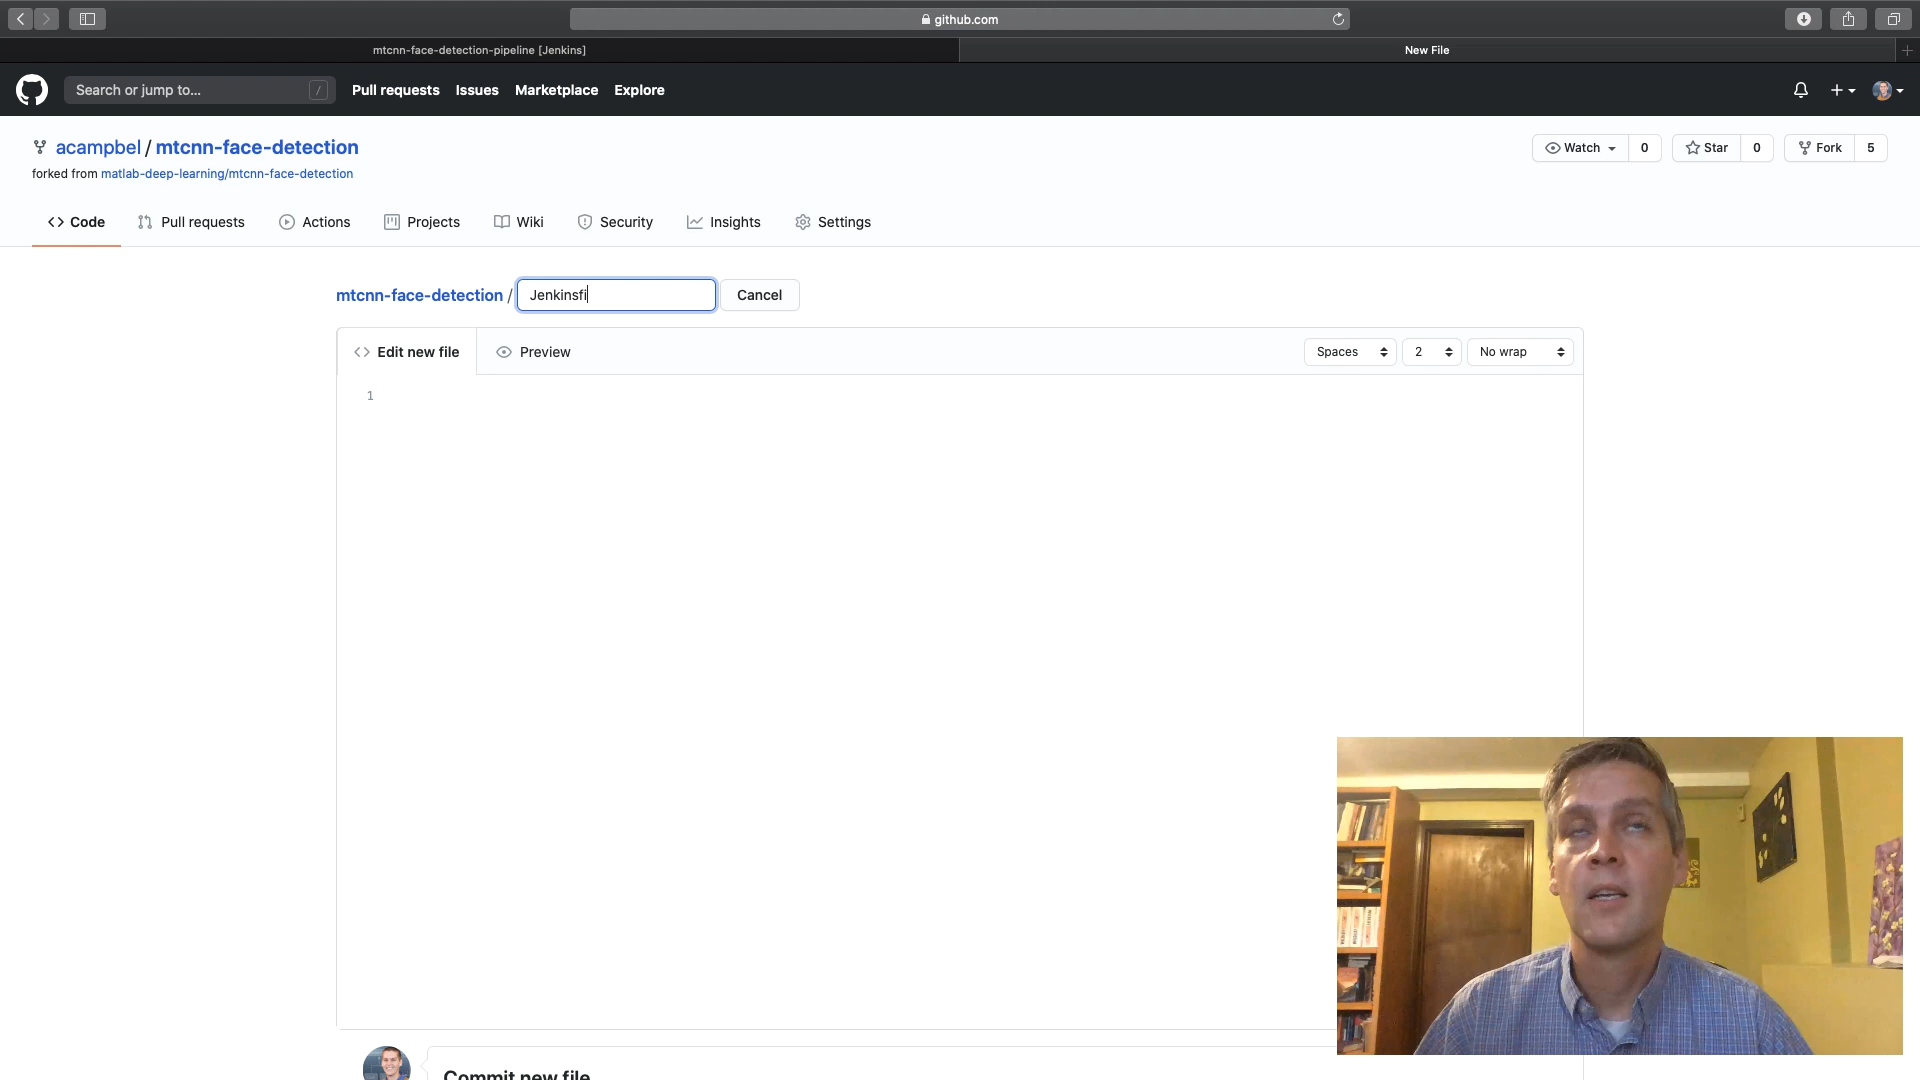 github.com
mtcnn-face-detection-pipeline [Jenkins]
New File
Search or jump to... /
Pull requests Issues Marketplace Explore
acampbel / mtcnn-face-detection
Watch 0 Star 0 Fork 5
forked from matlab-deep-learning/mtcnn-face-detection
Code Pull requests Actions Projects Wiki Security Insights Settings
mtcnn-face-detection / Jenkinsfi Cancel
Edit new file Preview Spaces 2 No wrap
1
Commit new file